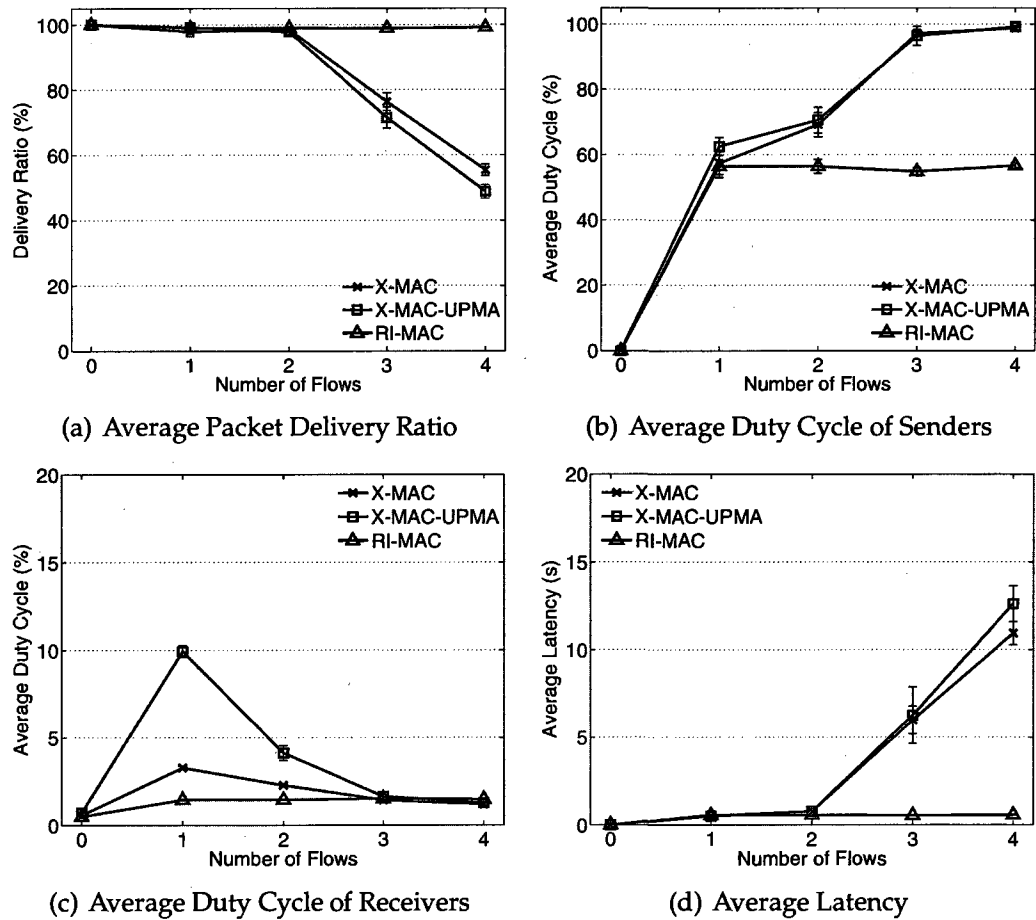 100
80
60
40
20
0
Delivery Ratio (%)
X-MAC
X-MAC-UPMA
RI-MAC
0 1 2 3 4
Number of Flows
(a) Average Packet Delivery Ratio
100
80
60
40
20
0
Average Duty Cycle (%)
X-MAC
X-MAC-UPMA
RI-MAC
0 1 2 3 4
Number of Flows
(b) Average Duty Cycle of Senders
20
15
10
5
0
Average Duty Cycle (%)
X-MAC
X-MAC-UPMA
RI-MAC
0 1 2 3 4
Number of Flows
(c) Average Duty Cycle of Receivers
20
15
10
5
0
Average Latency (s)
X-MAC
X-MAC-UPMA
RI-MAC
0 1 2 3 4
Number of Flows
(d) Average Latency